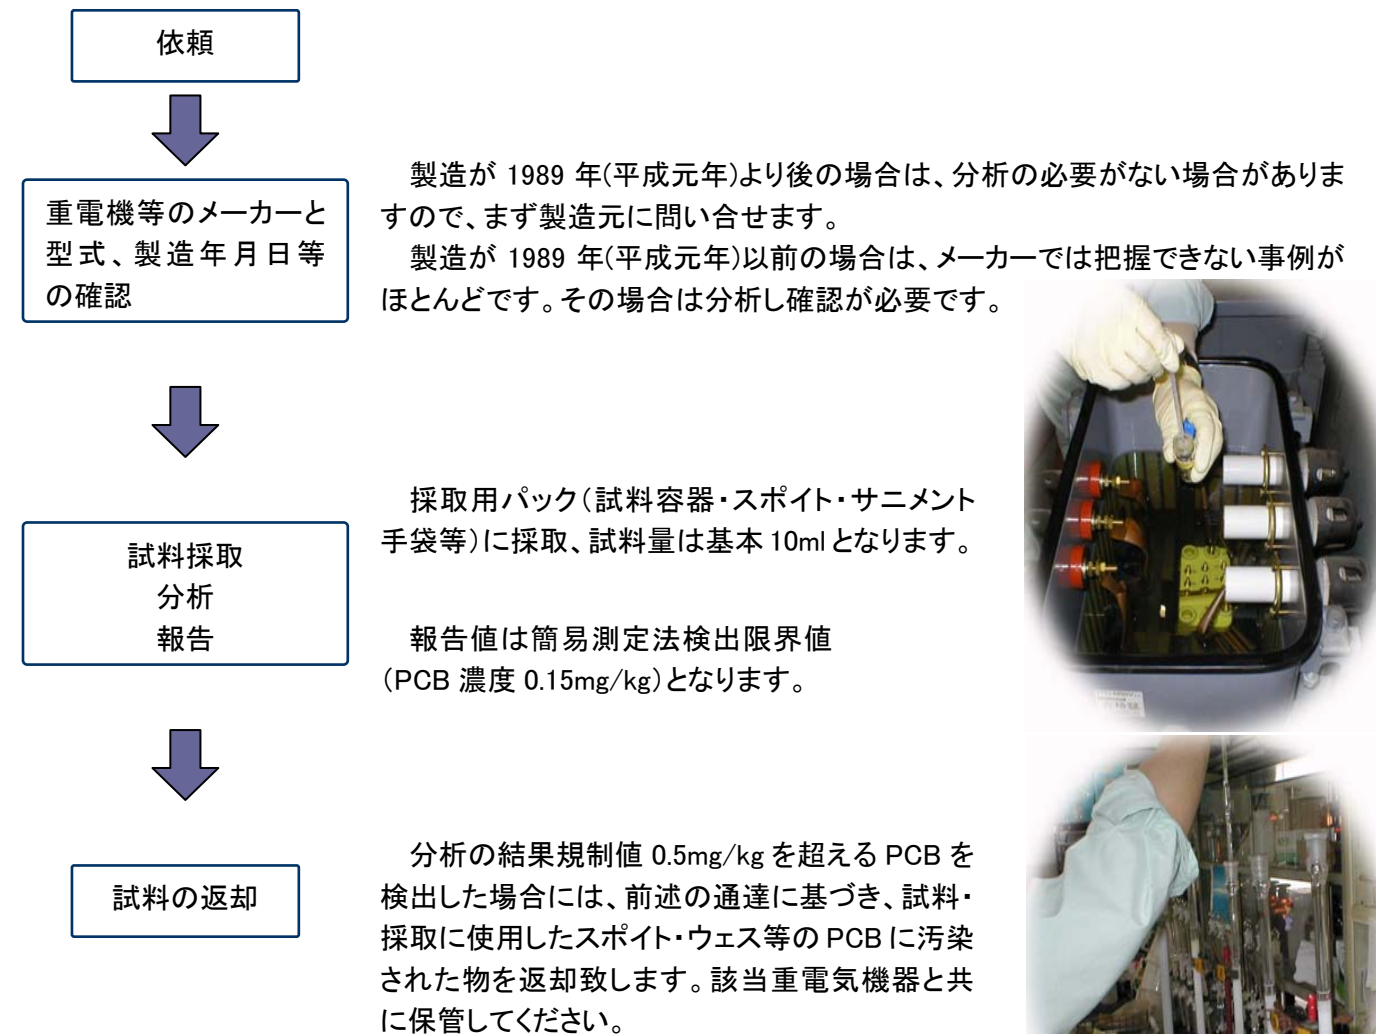 依頼
重電機等のメーカーと
型式、製造年月日等
の確認
製造が 1989 年(平成元年)より後の場合は、分析の必要がない場合がありま
すので、まず製造元に問い合せます。
製造が 1989 年(平成元年)以前の場合は、メーカーでは把握できない事例が
ほとんどです。その場合は分析し確認が必要です。
試料採取
分析
報告
採取用パック（試料容器・スポイト・サニメント
手袋等）に採取、試料量は基本 10ml となります。
報告値は簡易測定法検出限界値
（PCB 濃度 0.15mg/kg）となります。
試料の返却
分析の結果規制値 0.5mg/kg を超える PCB を
検出した場合には、前述の通達に基づき、試料・
採取に使用したスポイト・ウェス等の PCB に汚染
された物を返却致します。該当重電気機器と共
に保管してください。